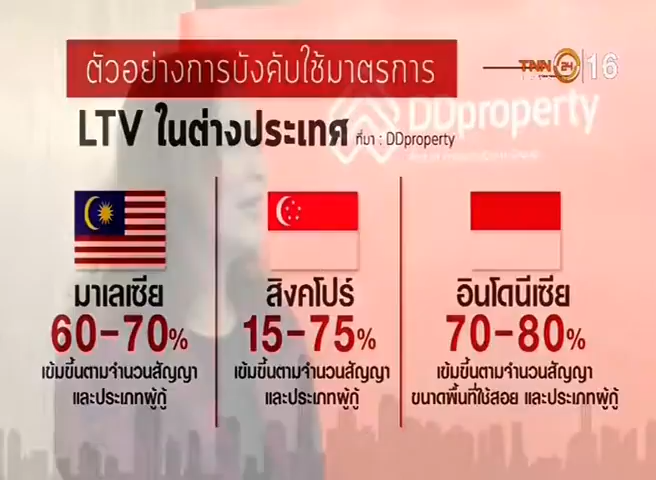 ตัวอย่างการบังคับใช้มาตรการ
TNN 24 16
LTV ในต่างประเทศ ที่มา : DDproperty
DDproperty
มาเลเซีย
60-70%
เข้มขึ้นตามจำนวนสัญญา
และประเภทผู้กู้
สิงคโปร์
15-75%
เข้มขึ้นตามจำนวนสัญญา
และประเภทผู้กู้
อินโดนีเซีย
70-80%
เข้มขึ้นตามจำนวนสัญญา
ขนาดพื้นที่ใช้สอย และประเภทผู้กู้